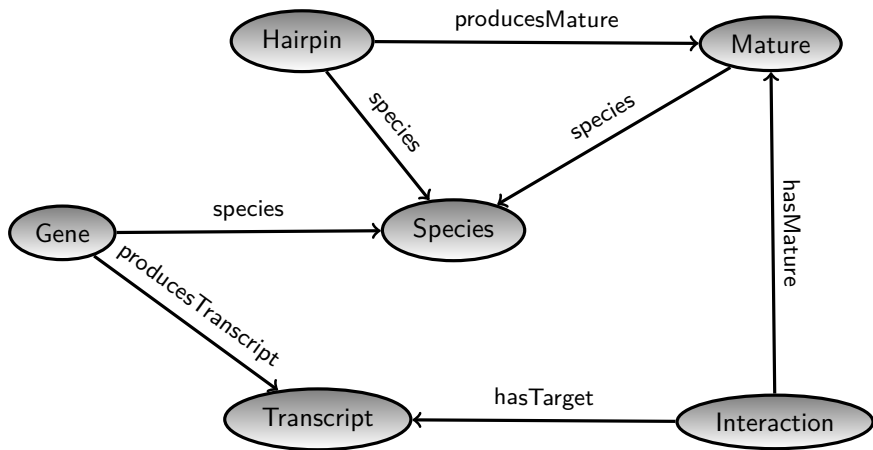 producesMature
Hairpin
Mature
species
species
species
Gene
Species
hasMature
producesTranscript
hasTarget
Transcript
Interaction